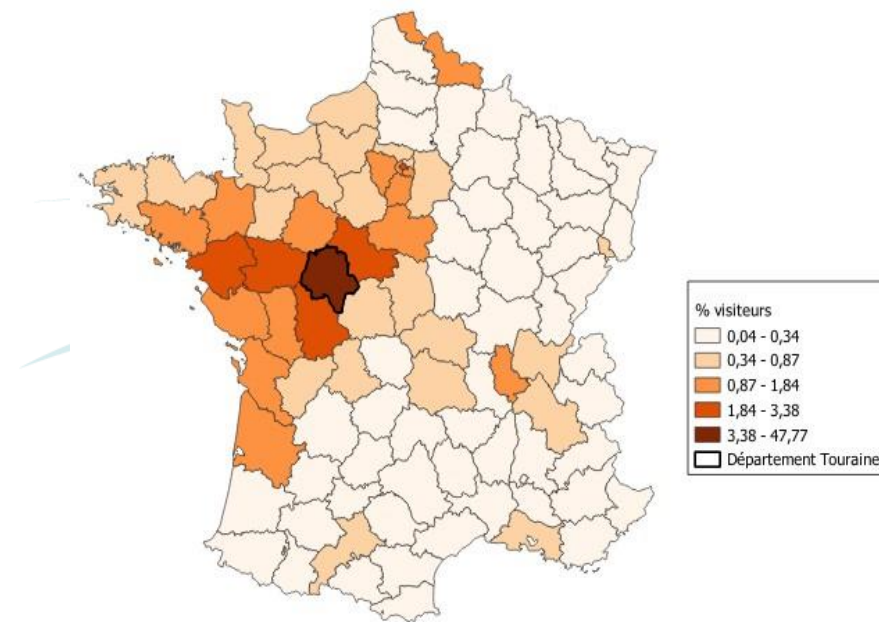 % visiteurs
0,04 - 0,34
0,34 - 0,87
0,87 - 1,84
1,84 - 3,38
3,38 - 47,77
Département Touraine